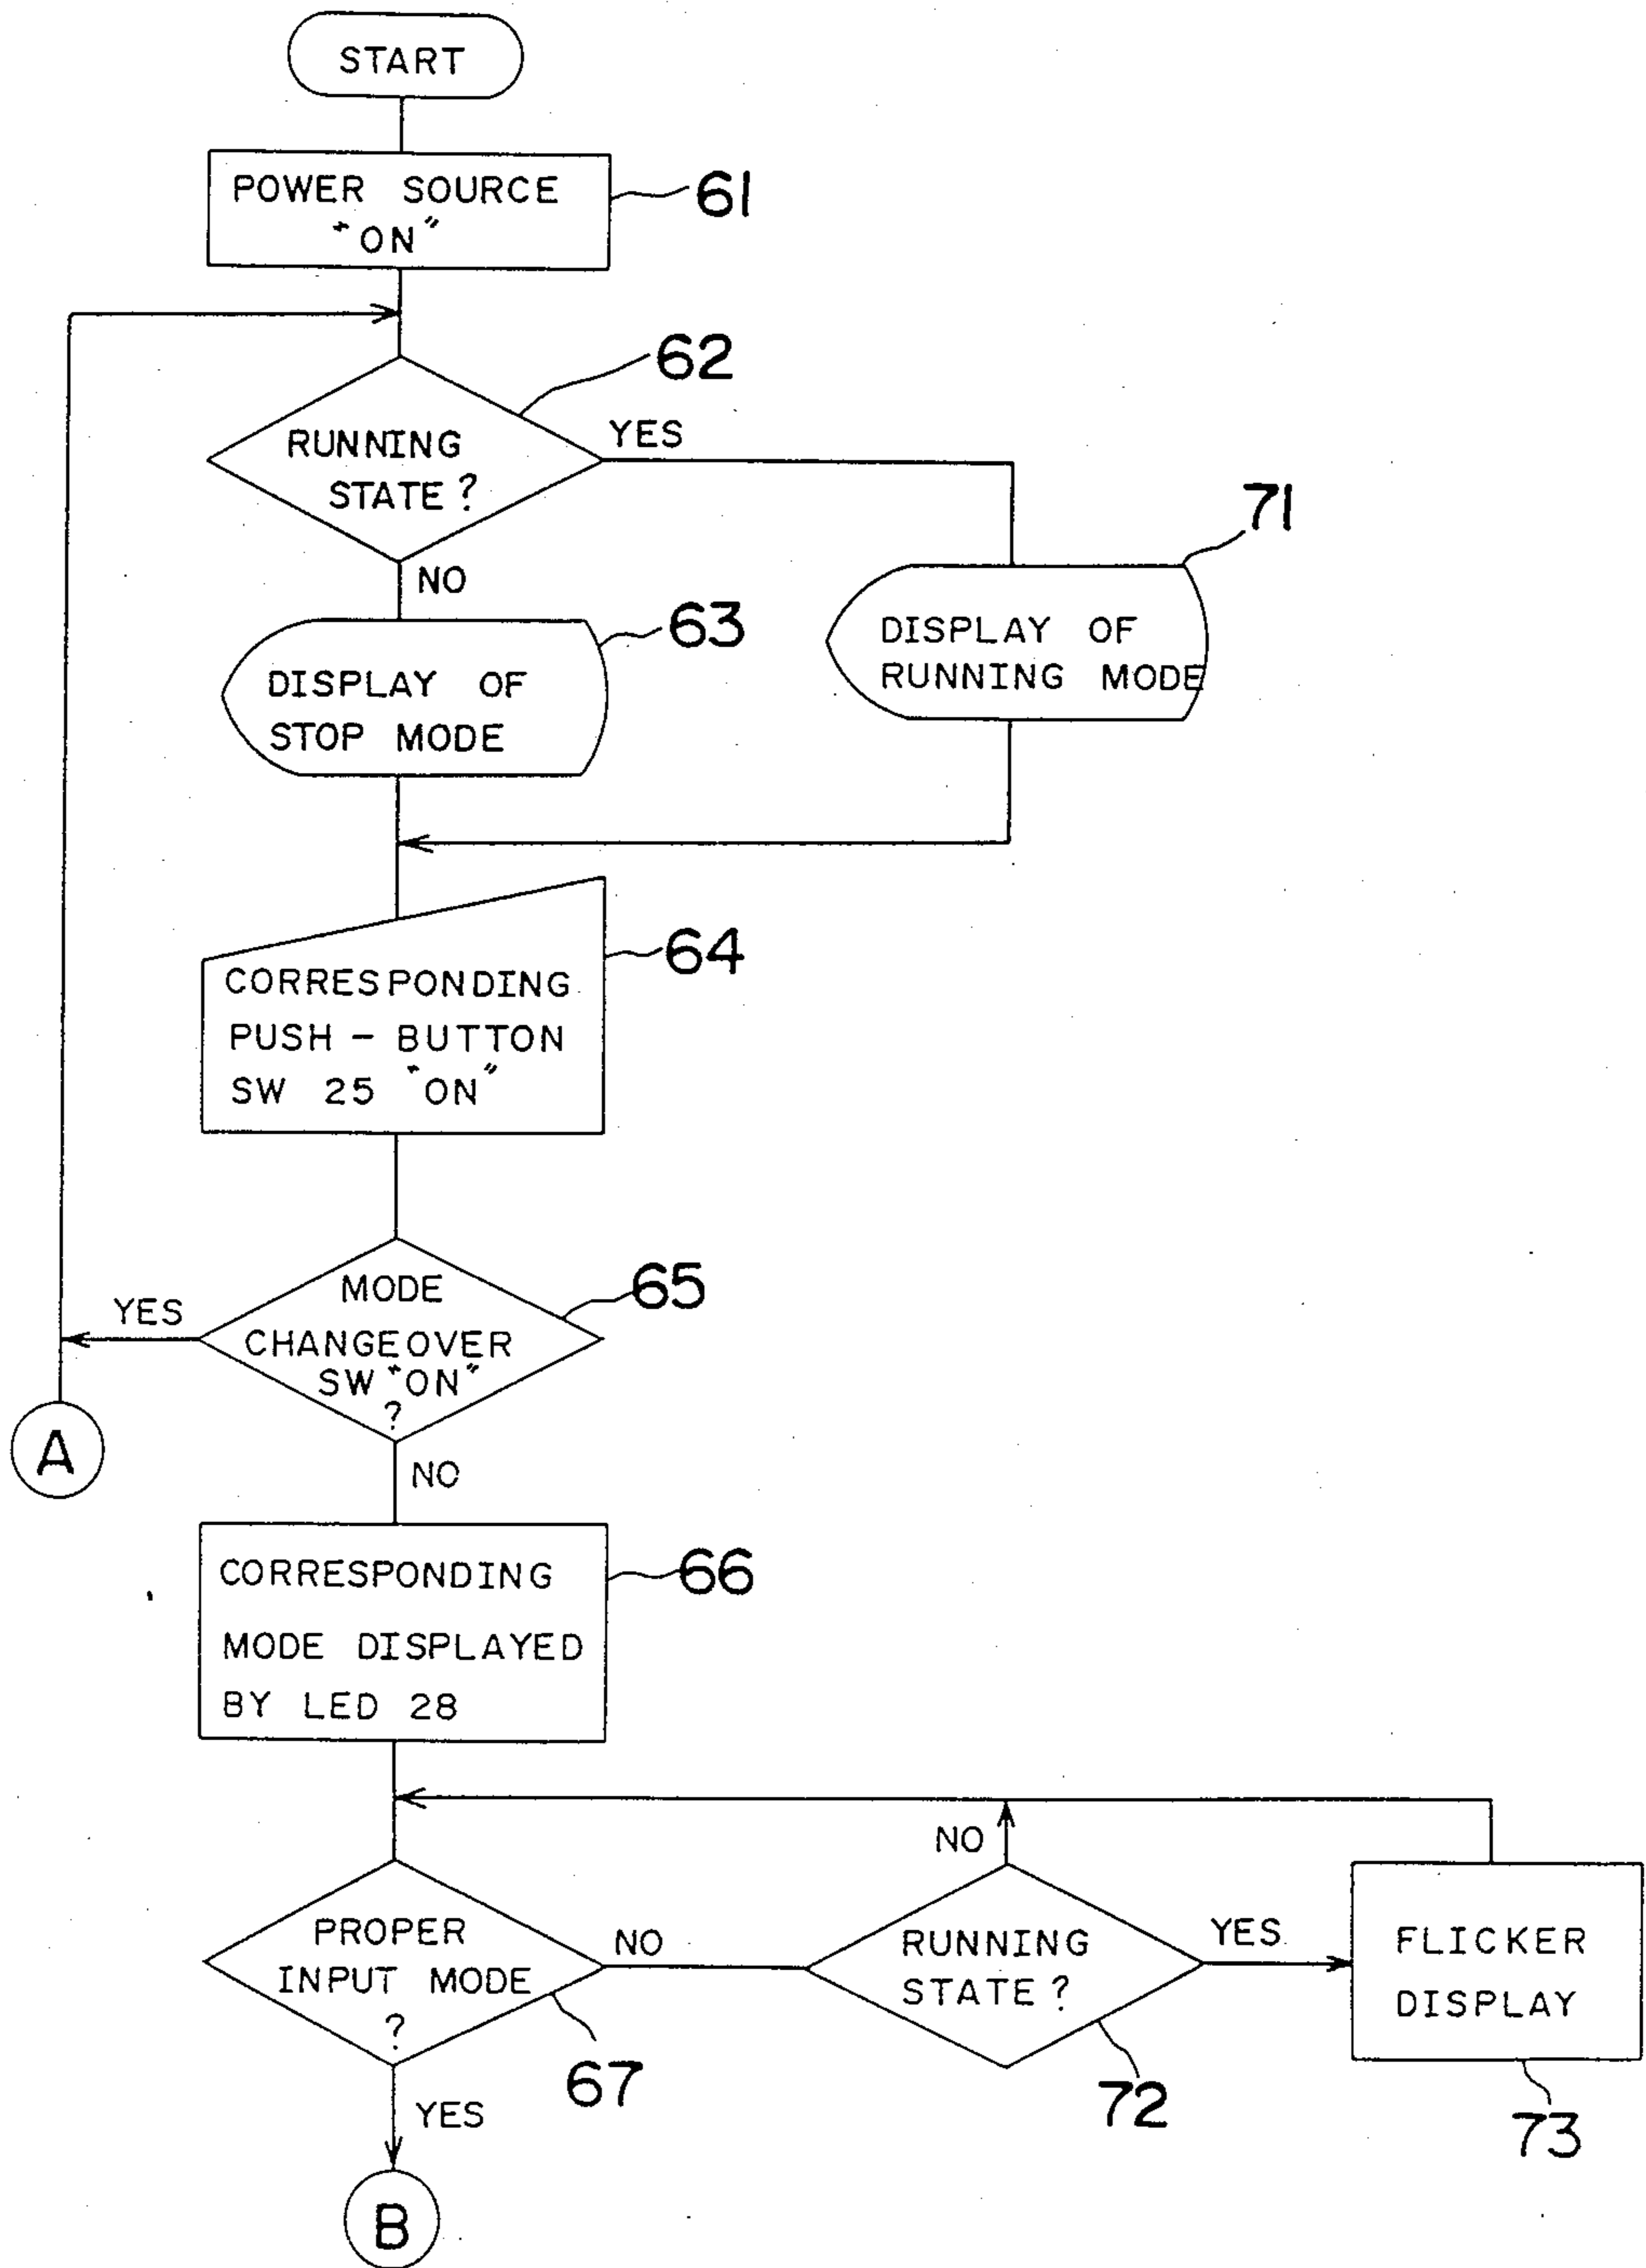 START
POWER SOURCE
"ON"
61
62
RUNNING
STATE?
YES
NO
71
63
DISPLAY OF
STOP MODE
DISPLAY OF
RUNNING MODE
64
CORRESPONDING
PUSH-BUTTON
SW 25 "ON"
65
MODE
CHANGEOVER
SW "ON"
?
YES
A
NO
66
CORRESPONDING
MODE DISPLAYED
BY LED 28
PROPER
INPUT MODE
?
NO
67
YES
RUNNING
STATE?
NO
YES
72
FLICKER
DISPLAY
73
B